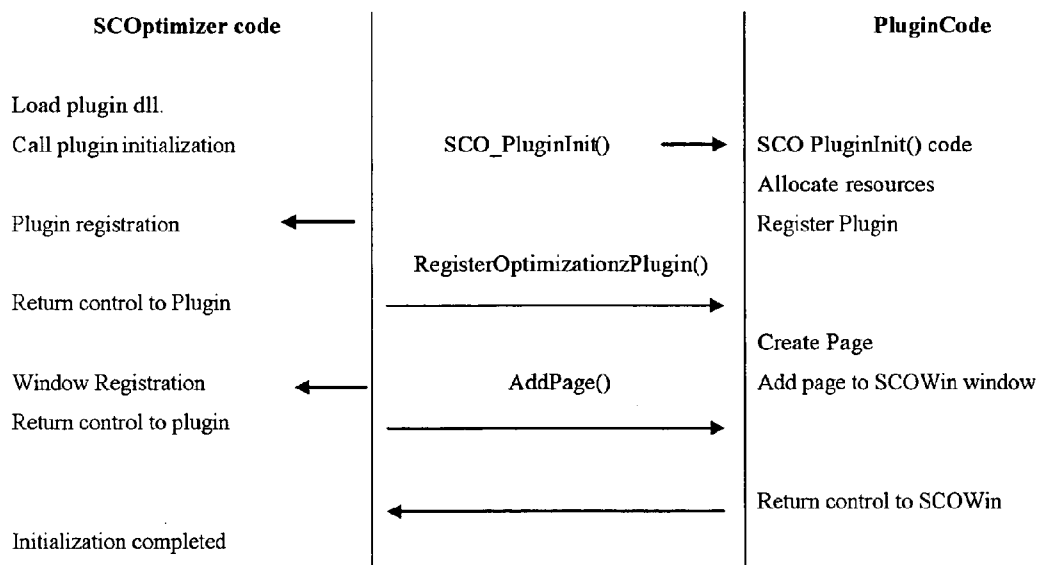 SCOptimizer code PluginCode
Load plugin dll.
Call plugin initialization SCO_PluginInit() SCO PluginInit() code
Allocate resources
Plugin registration Register Plugin
RegisterOptimizationzPlugin()
Return control to Plugin
Create Page
Window Registration AddPage() Add page to SCOWin window
Return control to plugin
Return control to SCOWin
Initialization completed